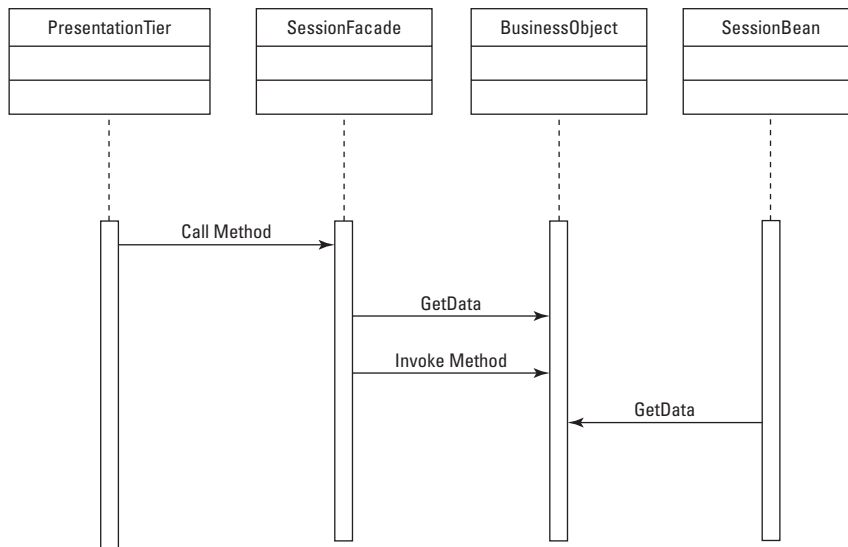 PresentationTier
SessionFacade
BusinessObject
SessionBean
Call Method
GetData
Invoke Method
GetData